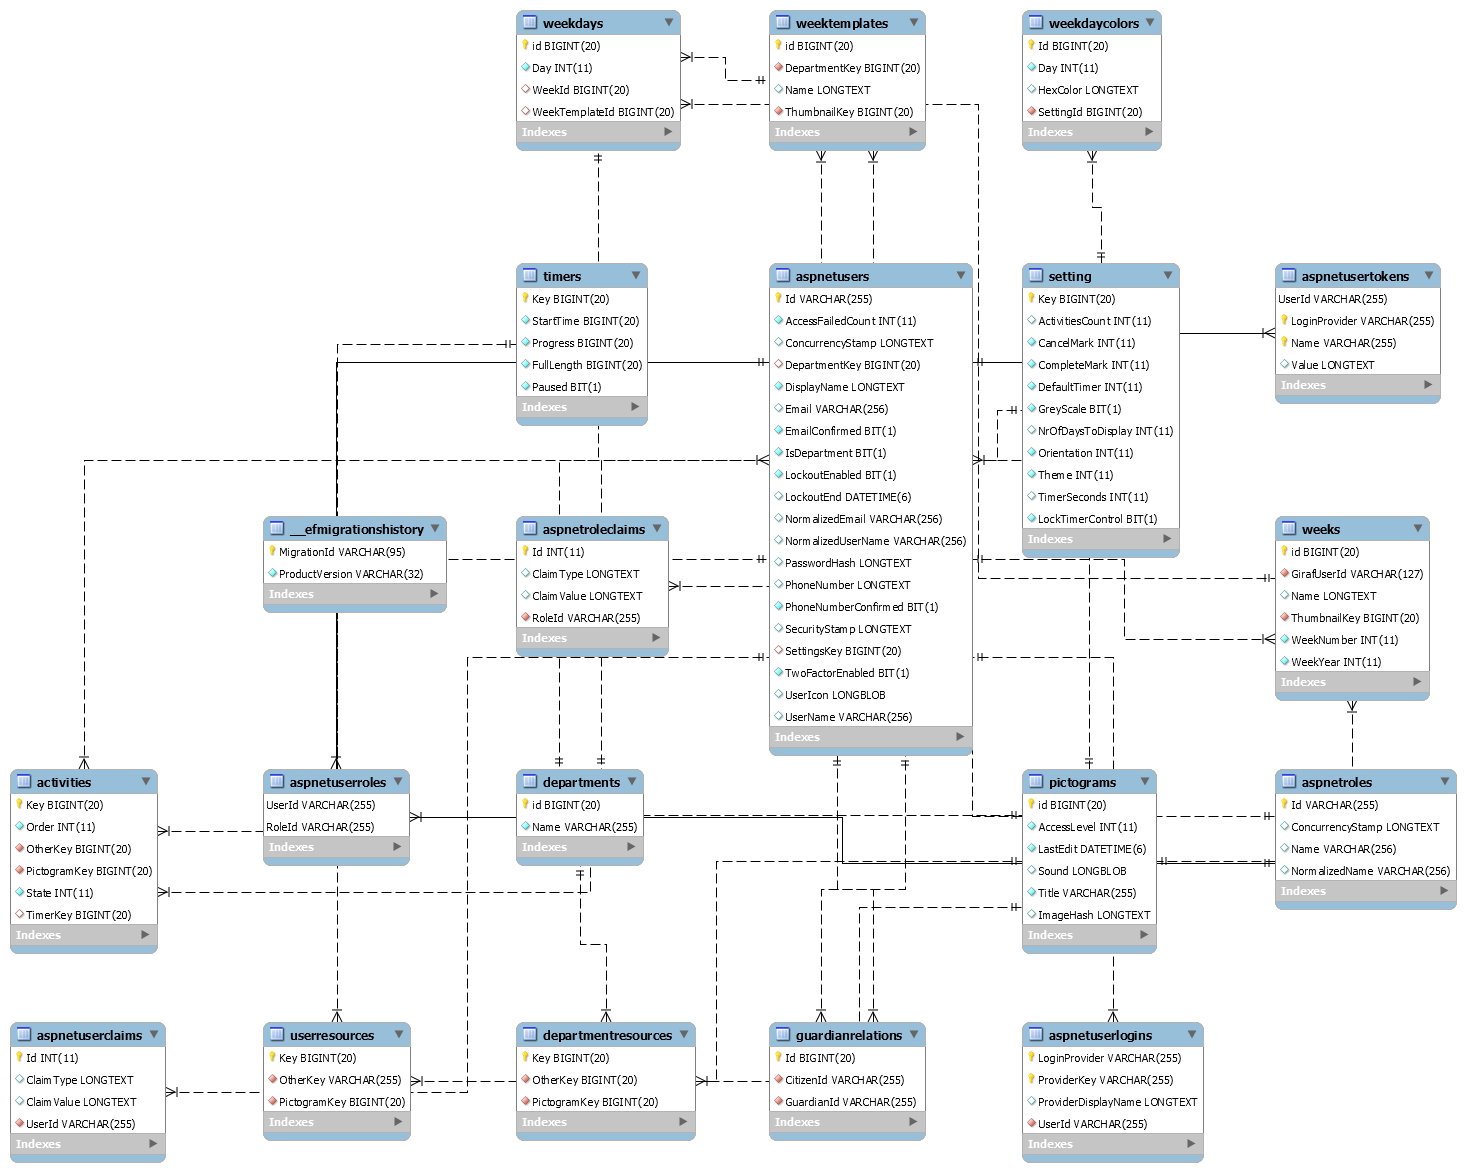 weekdays
id BIGINT(20)
Day INT(11)
WeekId BIGINT(20)
WeekTemplateId BIGINT(20)
Indexes
weektemplates
id BIGINT(20)
DepartmentKey BIGINT(20)
Name LONGTEXT
ThumbnailKey BIGINT(20)
Indexes
weekdaycolors
Id BIGINT(20)
Day INT(11)
HexColor LONGTEXT
SettingId BIGINT(20)
Indexes
timers
Key BIGINT(20)
StartTime BIGINT(20)
Progress BIGINT(20)
FullLength BIGINT(20)
Paused BIT(1)
Indexes
aspnetusers
Id VARCHAR(255)
AccessFailedCount INT(11)
ConcurrencyStamp LONGTEXT
DepartmentKey BIGINT(20)
DisplayName LONGTEXT
Email VARCHAR(256)
EmailConfirmed BIT(1)
IsDepartment BIT(1)
LockoutEnabled BIT(1)
LockoutEnd DATETIME(6)
NormalizedEmail VARCHAR(256)
NormalizedUserName VARCHAR(256)
PasswordHash LONGTEXT
PhoneNumber LONGTEXT
PhoneNumberConfirmed BIT(1)
SecurityStamp LONGTEXT
SettingsKey BIGINT(20)
TwoFactorEnabled BIT(1)
UserIcon LONGBLOB
UserName VARCHAR(256)
Indexes
setting
Key BIGINT(20)
ActivitiesCount INT(11)
CancelMark INT(11)
CompleteMark INT(11)
DefaultTimer INT(11)
GreyScale BIT(1)
NrOfDaysToDisplay INT(11)
Orientation INT(11)
Theme INT(11)
TimerSeconds INT(11)
LockTimerControl BIT(1)
Indexes
aspnetusertokens
UserId VARCHAR(255)
LoginProvider VARCHAR(255)
Name VARCHAR(255)
Value LONGTEXT
Indexes
__efmigrationshistory
MigrationId VARCHAR(95)
ProductVersion VARCHAR(32)
Indexes
aspnetroleclaims
Id INT(11)
ClaimType LONGTEXT
ClaimValue LONGTEXT
RoleId VARCHAR(255)
Indexes
weeks
id BIGINT(20)
GirafUserId VARCHAR(127)
Name LONGTEXT
ThumbnailKey BIGINT(20)
WeekNumber INT(11)
WeekYear INT(11)
Indexes
activities
Key BIGINT(20)
Order INT(11)
OtherKey BIGINT(20)
PictogramKey BIGINT(20)
State INT(11)
TimerKey BIGINT(20)
Indexes
aspnetuserroles
UserId VARCHAR(255)
RoleId VARCHAR(255)
Indexes
departments
id BIGINT(20)
Name VARCHAR(255)
Indexes
pictograms
id BIGINT(20)
AccessLevel INT(11)
LastEdit DATETIME(6)
Sound LONGBLOB
Title VARCHAR(255)
ImageHash LONGTEXT
Indexes
aspnetroles
Id VARCHAR(255)
ConcurrencyStamp LONGTEXT
Name VARCHAR(256)
NormalizedName VARCHAR(256)
Indexes
aspnetuserclaims
Id INT(11)
ClaimType LONGTEXT
ClaimValue LONGTEXT
UserId VARCHAR(255)
Indexes
userresources
Key BIGINT(20)
OtherKey VARCHAR(255)
PictogramKey BIGINT(20)
Indexes
departmentresources
Key BIGINT(20)
OtherKey BIGINT(20)
PictogramKey BIGINT(20)
Indexes
guardianrelations
Id BIGINT(20)
CitizenId VARCHAR(255)
GuardianId VARCHAR(255)
Indexes
aspnetuserlogins
LoginProvider VARCHAR(255)
ProviderKey VARCHAR(255)
ProviderDisplayName LONGTEXT
UserId VARCHAR(255)
Indexes